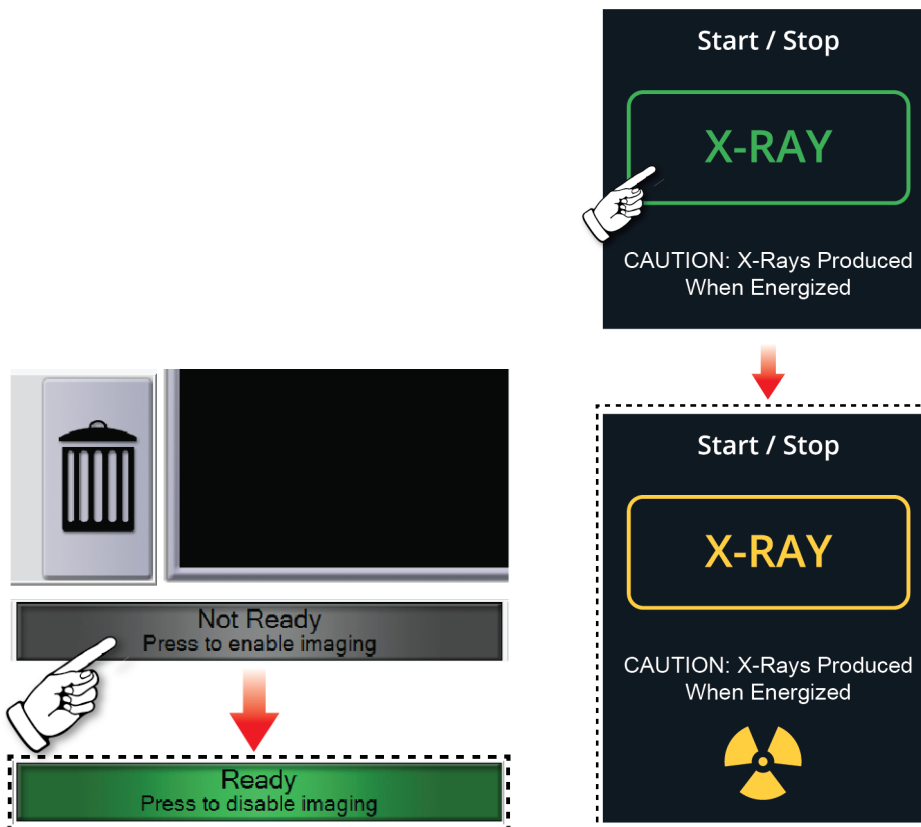 Start / Stop
X-RAY
CAUTION: X-Rays Produced
When Energized
Not Ready
Press to enable imaging
Ready
Press to disable imaging
Start / Stop
X-RAY
CAUTION: X-Rays Produced
When Energized